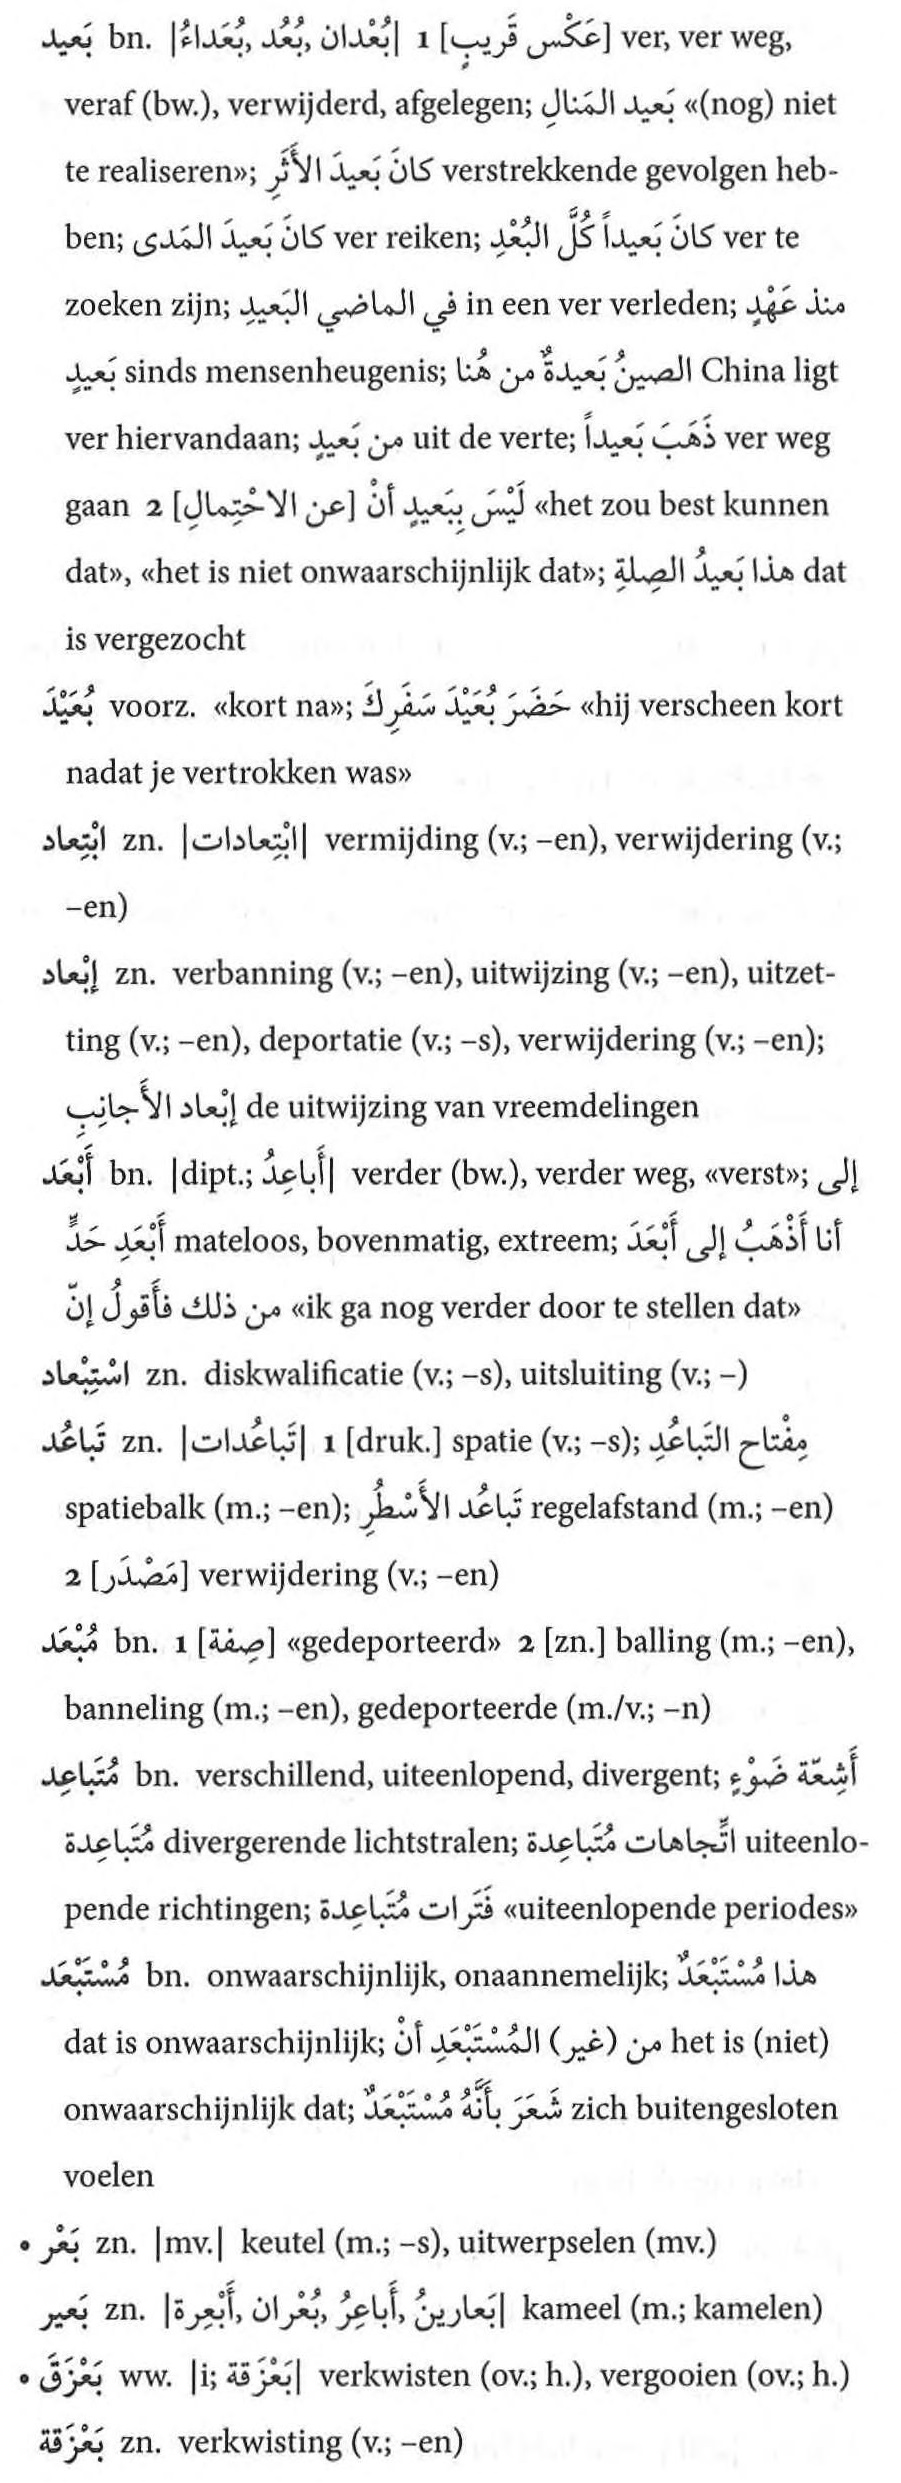 بَعيد bn. |بُعَداءُ, بُعُد, بُعْدان| 1 [عَكْس قَريبٍ] ver, ver weg,
veraf (bw.), verwijderd, afgelegen; بَعيد المَنالِ «(nog) niet
te realiseren»; كانَ بَعيدَ الأَثَرِ verstrekkende gevolgen heb-
ben; كانَ بَعيدَ المَدى ver reiken; كانَ بَعيداً كُلَّ البُعْدِ ver te
zoeken zijn; في الماضي البَعيدِ in een ver verleden; منذ عَهْدٍ
بَعيدٍ sinds mensenheugenis; الصينُ بَعيدةٌ من هُنا China ligt
ver hiervandaan; من بَعيدٍ uit de verte; ذَهَبَ بَعيداً ver weg
gaan 2 [عن الاحْتِمالِ] لَيْسَ بِبَعيدٍ أنْ «het zou best kunnen
dat», «het is niet onwaarschijnlijk dat»; هذا بَعيدُ الصِلةِ dat
is vergezocht
بُعَيْدَ voorz. «kort na»; حَضَرَ بُعَيْدَ سَفَرِكَ «hij verscheen kort
nadat je vertrokken was»
ابْتِعاد zn. |ابْتِعادات| vermijding (v.; –en), verwijdering (v.;
–en)
إبْعاد zn. verbanning (v.; –en), uitwijzing (v.; –en), uitzet-
ting (v.; –en), deportatie (v.; –s), verwijdering (v.; –en);
إبْعاد الأَجانِبِ de uitwijzing van vreemdelingen
أَبْعَد bn. |dipt.; أَباعِدُ| verder (bw.), verder weg, «verst»; إلى
أَبْعَدِ حَدٍّ mateloos, bovenmatig, extreem; أنا أَذْهَبُ إلى أَبْعَدَ
من ذلك فأَقولُ إنّ «ik ga nog verder door te stellen dat»
اسْتِبْعاد zn. diskwalificatie (v.; –s), uitsluiting (v.; –)
تَباعُد zn. |تَباعُدات| 1 [druk.] spatie (v.; –s); مِفْتاح التَباعُدِ
spatiebalk (m.; –en); تَباعُد الأَسْطُرِ regelafstand (m.; –en)
2 [مَصْدَر] verwijdering (v.; –en)
مُبْعَد bn. 1 [صِفة] «gedeporteerd» 2 [zn.] balling (m.; –en),
banneling (m.; –en), gedeporteerde (m./v.; –n)
مُتَباعِد bn. verschillend, uiteenlopend, divergent; أَشِعّة ضَوْءٍ
مُتَباعِدة divergerende lichtstralen; اتِّجاهات مُتَباعِدة uiteenlo-
pende richtingen; فَتَرات مُتَباعِدة «uiteenlopende periodes»
مُسْتَبْعَد bn. onwaarschijnlijk, onaannemelijk; هذا مُسْتَبْعَدٌ
dat is onwaarschijnlijk; من (غير) المُسْتَبْعَدِ أنْ het is (niet)
onwaarschijnlijk dat; شَعَرَ بأَنَّهُ مُسْتَبْعَدٌ zich buitengesloten
voelen
• بَعْر zn. |mv.| keutel (m.; –s), uitwerpselen (mv.)
بَعير zn. |أَبْعِرة, بُعْران, أَباعِرُ, بَعارينُ| kameel (m.; kamelen)
• بَعْزَقَ ww. |i; بَعْزَقة| verkwisten (ov.; h.), vergooien (ov.; h.)
بَعْزَقة zn. verkwisting (v.; –en)